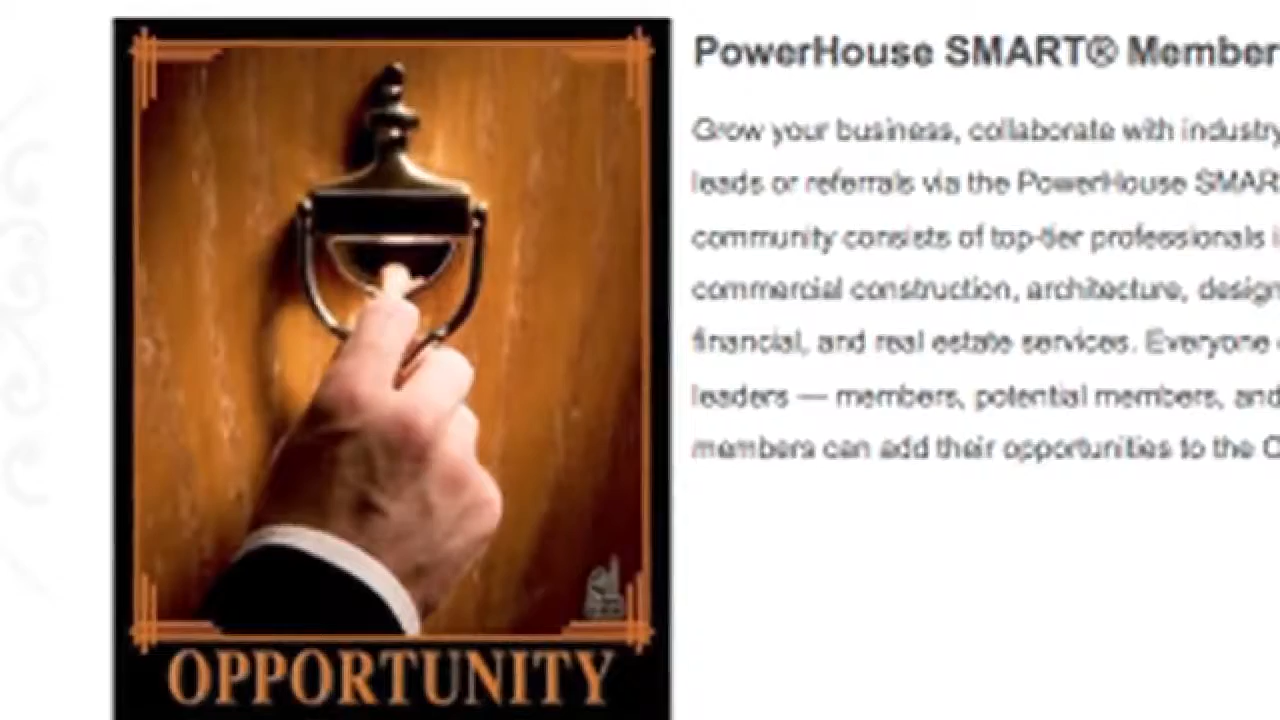 PowerHouse SMART® Member
Grow your business, collaborate with industry
leads or referrals via the PowerHouse SMAR
community consists of top-tier professionals i
commercial construction, architecture, design
financial, and real estate services. Everyone
leaders — members, potential members, and
members can add their opportunities to the O
OPPORTUNITY